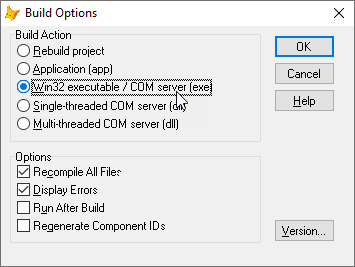 Build Options
Build Action
Rebuild project
Application (app)
Win32 executable / COM server (exe)
Single-threaded COM server (dll)
Multi-threaded COM server (dll)
Options
Recompile All Files
Display Errors
Run After Build
Regenerate Component IDs
OK
Cancel
Help
Version...